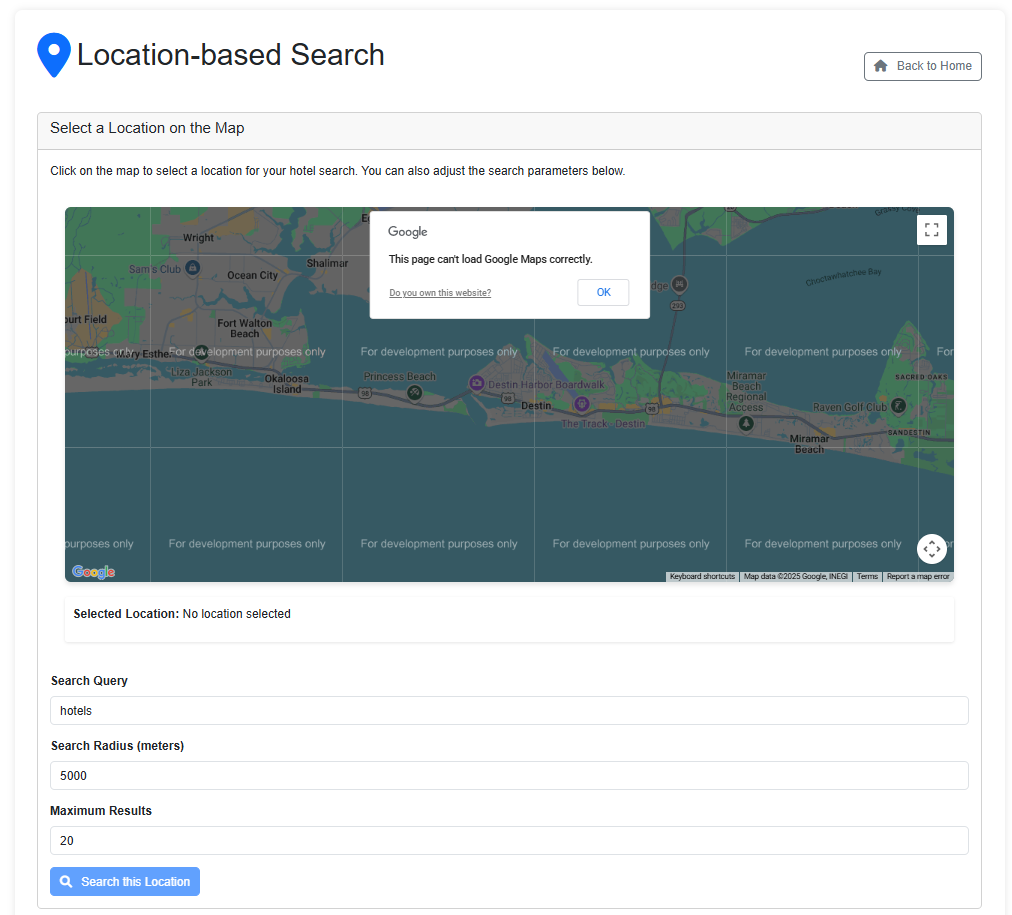 Location-based Search
Back to Home
Select a Location on the Map
Click on the map to select a location for your hotel search. You can also adjust the search parameters below.
Wright
Sam's Club
Ocean City
Shalimar
Fort Walton
Beach
Mary Esther
Liza Jackson
Park
Okaloosa
Island
Princess Beach
98
Destin Harbor Boardwalk
98
Destin
The Track - Destin
98
293
Miramar
Beach
Regional
Access
Miramar
Beach
Raven Golf Club
SACRED OAKS
SANDESTIN
Choctawhatchee Bay
Google
This page can't load Google Maps correctly.
Do you own this website?
OK
purposes only
For development purposes only
For development purposes only
For development purposes only
For development purposes only
For
purposes only
For development purposes only
For development purposes only
For development purposes only
For development purposes only
Google
Keyboard shortcuts
Map data ©2025 Google, INEGI
Terms
Report a map error
Selected Location: No location selected
Search Query
hotels
Search Radius (meters)
5000
Maximum Results
20
Search this Location